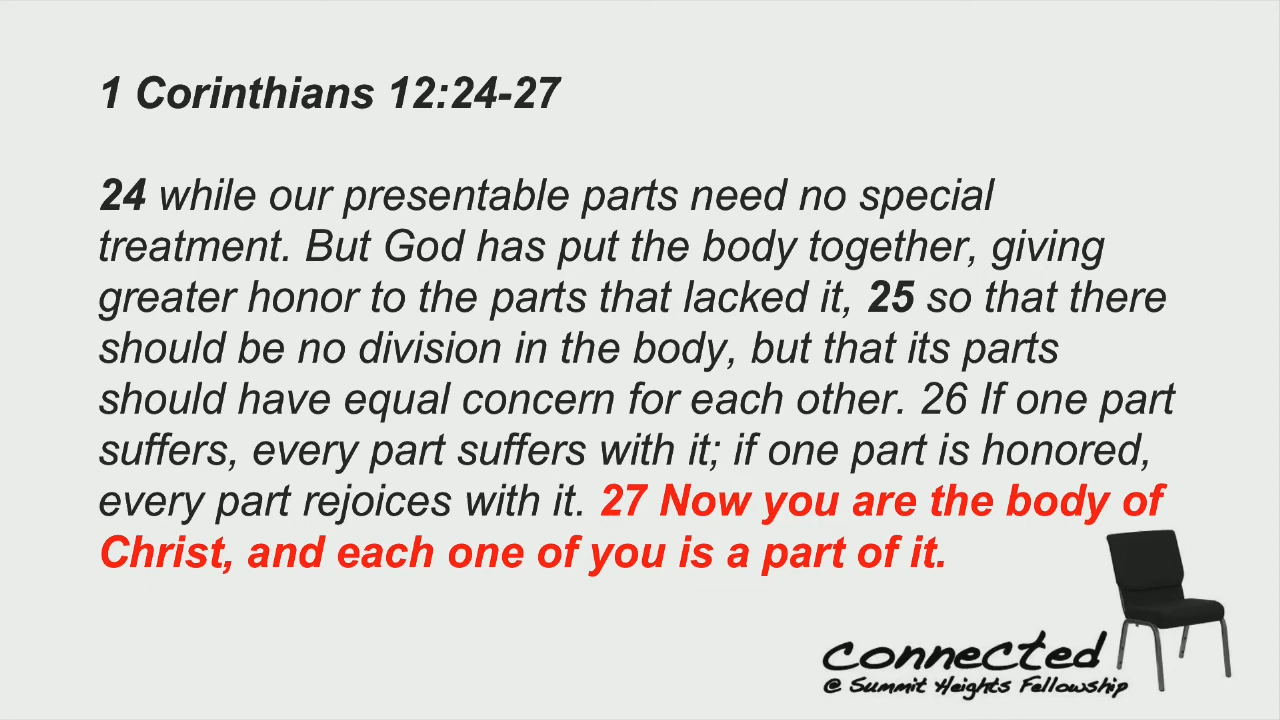 1 Corinthians 12:24-27
24 while our presentable parts need no special
treatment. But God has put the body together, giving
greater honor to the parts that lacked it, 25 so that there
should be no division in the body, but that its parts
should have equal concern for each other. 26 If one part
suffers, every part suffers with it; if one part is honored,
every part rejoices with it. 27 Now you are the body of
Christ, and each one of you is a part of it.
connected
@ Summit Heights Fellowship